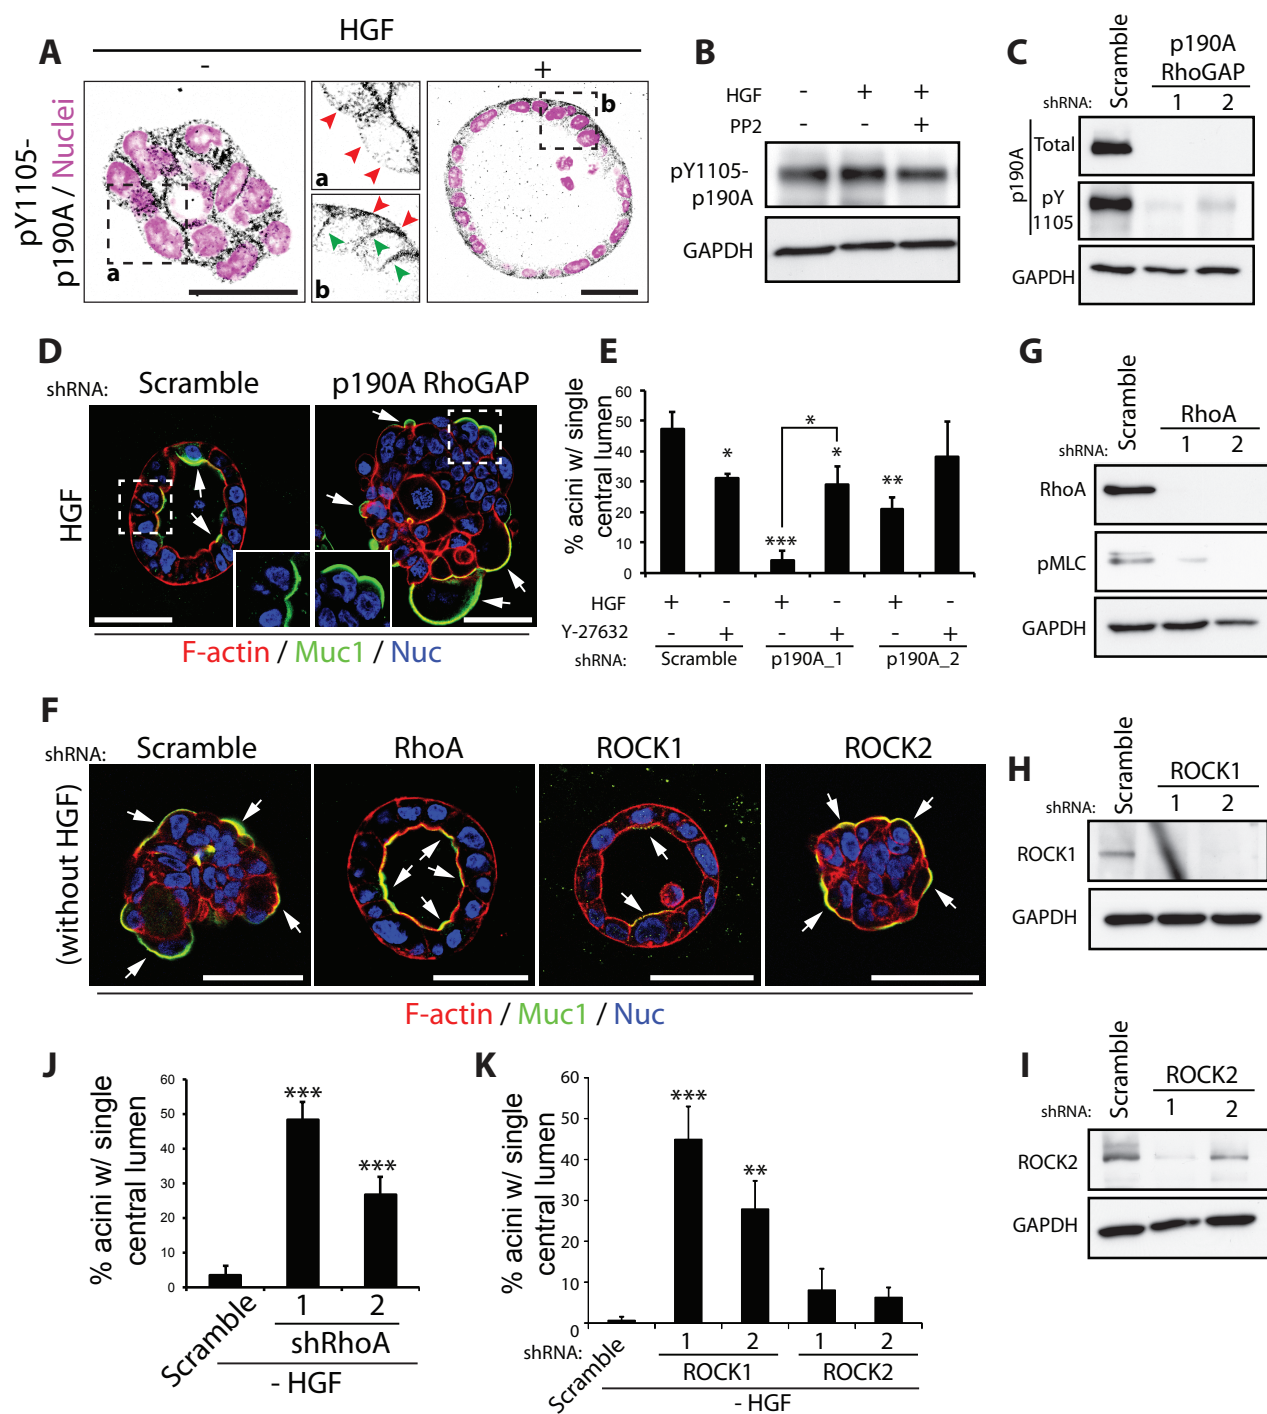 HGF
A
-
+
pY1105-
p190A / Nuclei
a
a
b
b
B
HGF - + +
PP2 - - +
pY1105-
p190A
GAPDH
C
Scramble
p190A
RhoGAP
shRNA: 1 2
p190A
Total
pY
1105
GAPDH
D
shRNA: Scramble p190A RhoGAP
HGF
F-actin / Muc1 / Nuc
E
% acini w/ single
central lumen
60
50
40
30
20
10
0
*
***
*
*
**
HGF + - + - + -
Y-27632 - + - + - +
shRNA: Scramble p190A_1 p190A_2
G
Scramble
RhoA
shRNA: 1 2
RhoA
pMLC
GAPDH
F
shRNA: Scramble RhoA ROCK1 ROCK2
(without HGF)
F-actin / Muc1 / Nuc
H
Scramble
ROCK1
shRNA: 1 2
ROCK1
GAPDH
I
Scramble
ROCK2
shRNA: 1 2
ROCK2
GAPDH
J
% acini w/ single
central lumen
60
50
40
30
20
10
0
***
***
Scramble
1 2
shRhoA
- HGF
K
% acini w/ single
central lumen
60
50
40
30
20
10
0
***
**
shRNA:
Scramble
1 2 1 2
ROCK1 ROCK2
- HGF